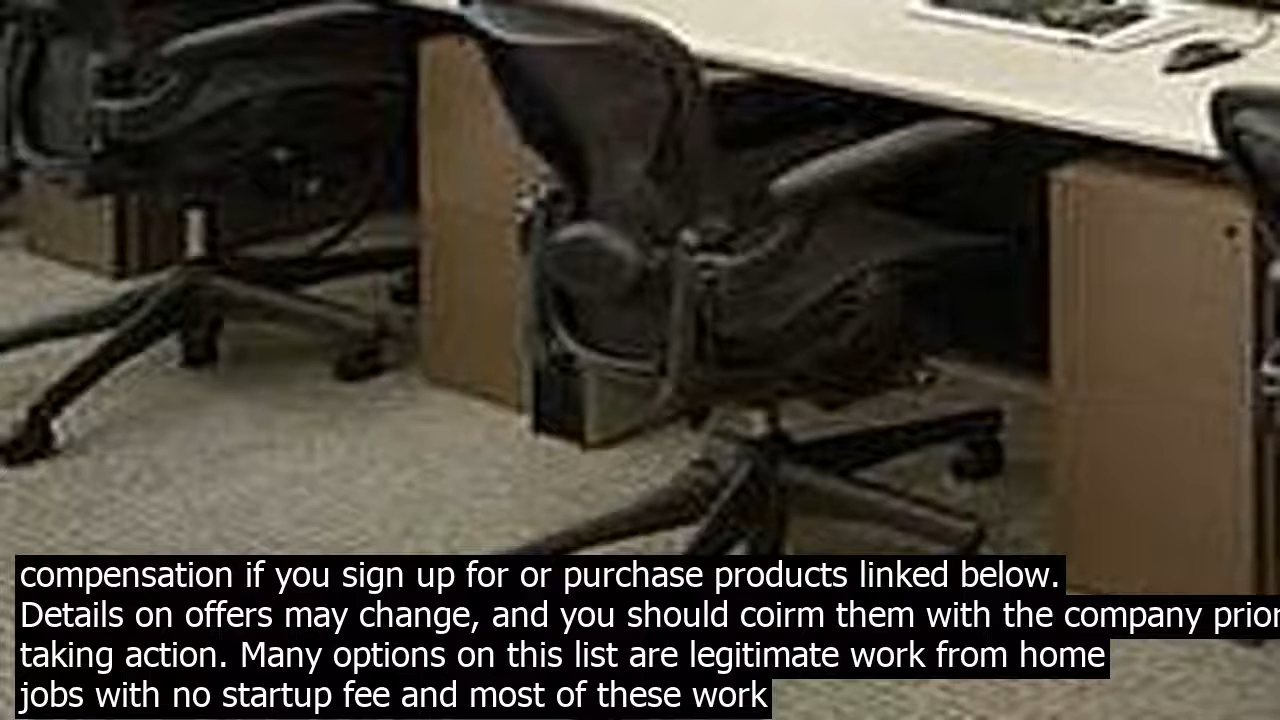 compensation if you sign up for or purchase products linked below.
Details on offers may change, and you should coirm them with the company prior
taking action. Many options on this list are legitimate work from home
jobs with no startup fee and most of these work